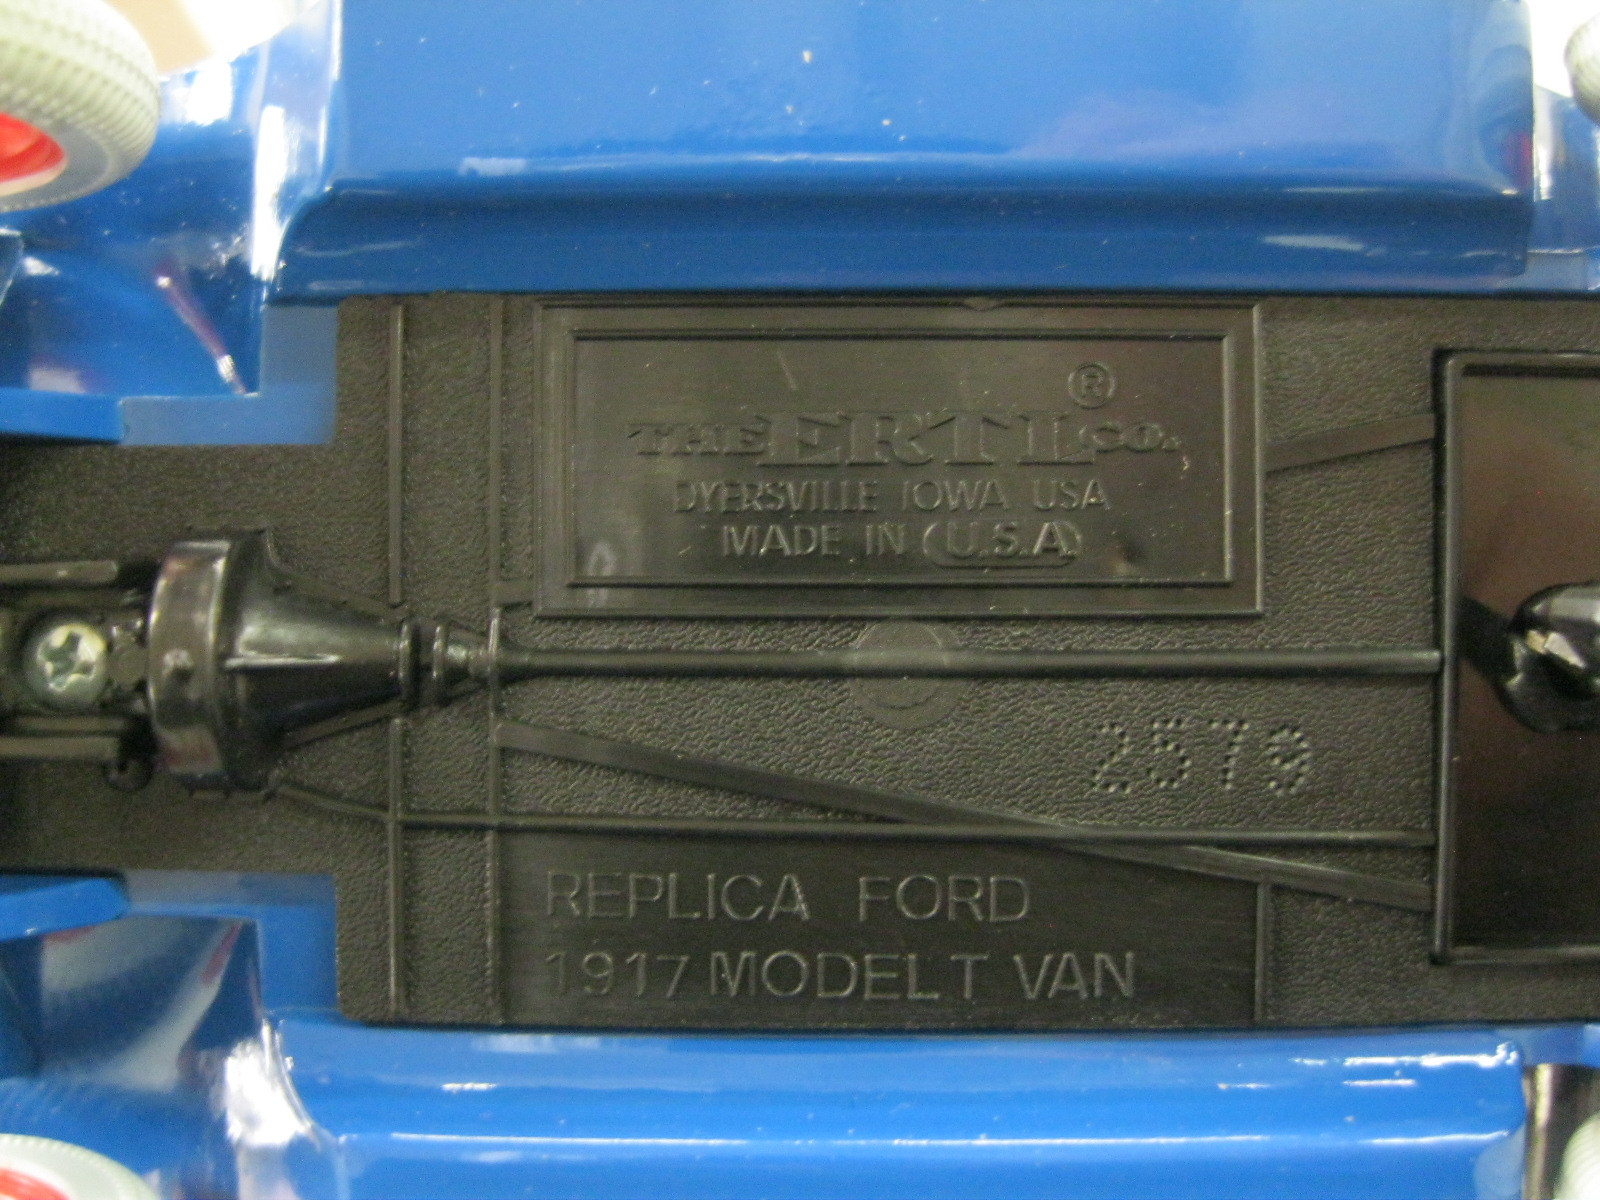 THE ERTL CO. ®
DYERSVILLE IOWA USA
MADE IN U.S.A.
2579
REPLICA FORD
1917 MODEL T VAN